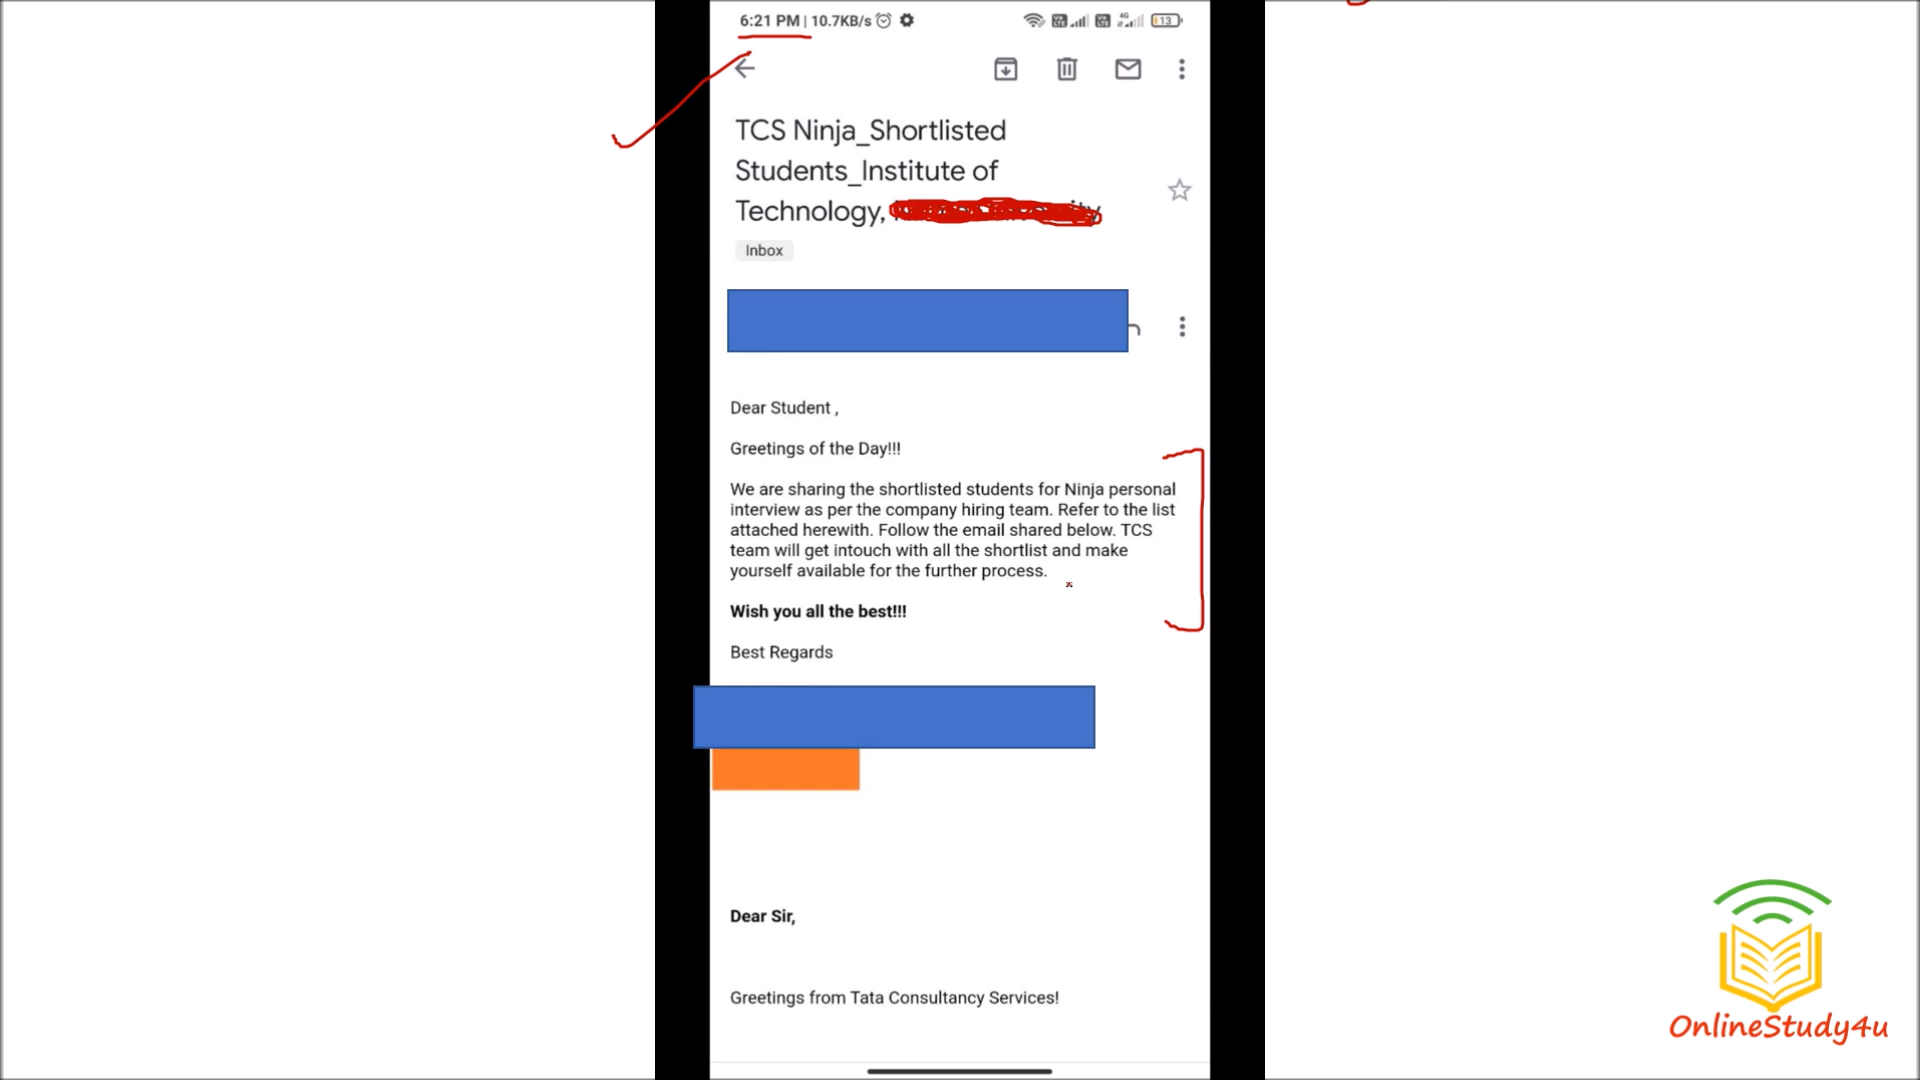 6:21 PM | 10.7KB/s
13
TCS Ninja_Shortlisted
Students_Institute of
Technology,
Inbox
Dear Student ,
Greetings of the Day!!!
We are sharing the shortlisted students for Ninja personal
interview as per the company hiring team. Refer to the list
attached herewith. Follow the email shared below. TCS
team will get intouch with all the shortlist and make
yourself available for the further process.
Wish you all the best!!!
Best Regards
Dear Sir,
Greetings from Tata Consultancy Services!
OnlineStudy4u